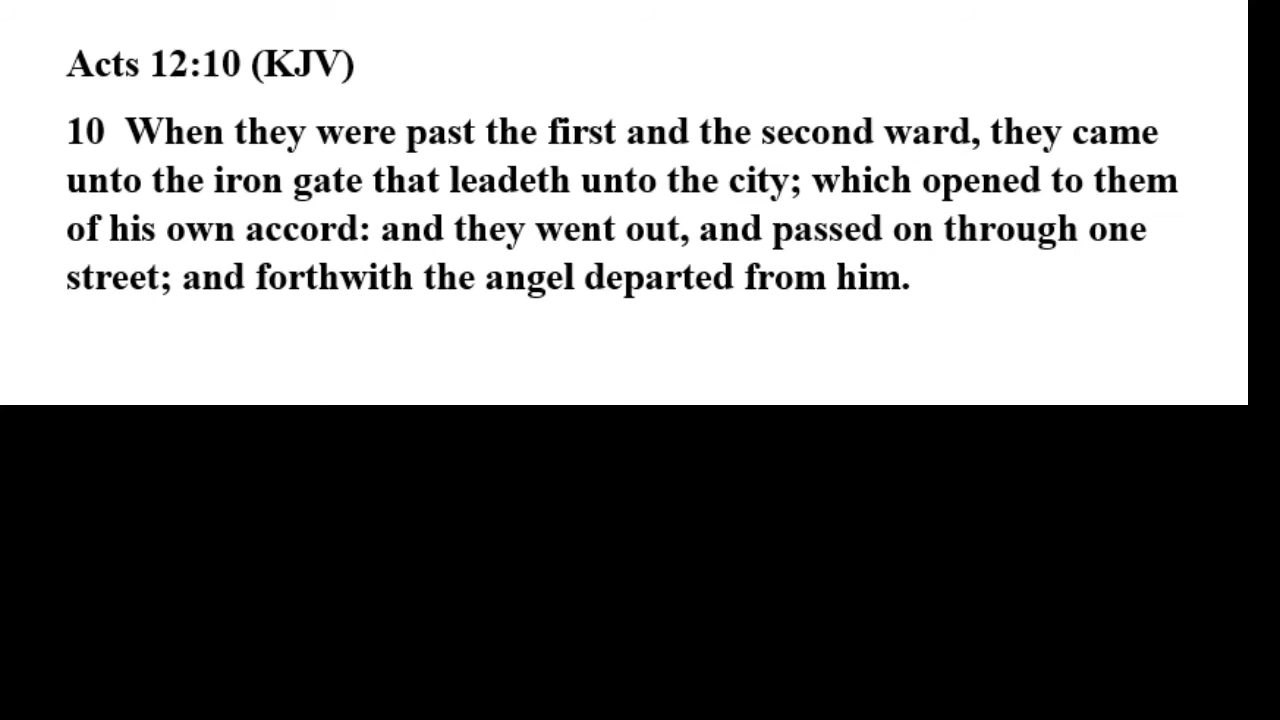 Acts 12:10 (KJV)
10  When they were past the first and the second ward, they came
unto the iron gate that leadeth unto the city; which opened to them
of his own accord: and they went out, and passed on through one
street; and forthwith the angel departed from him.